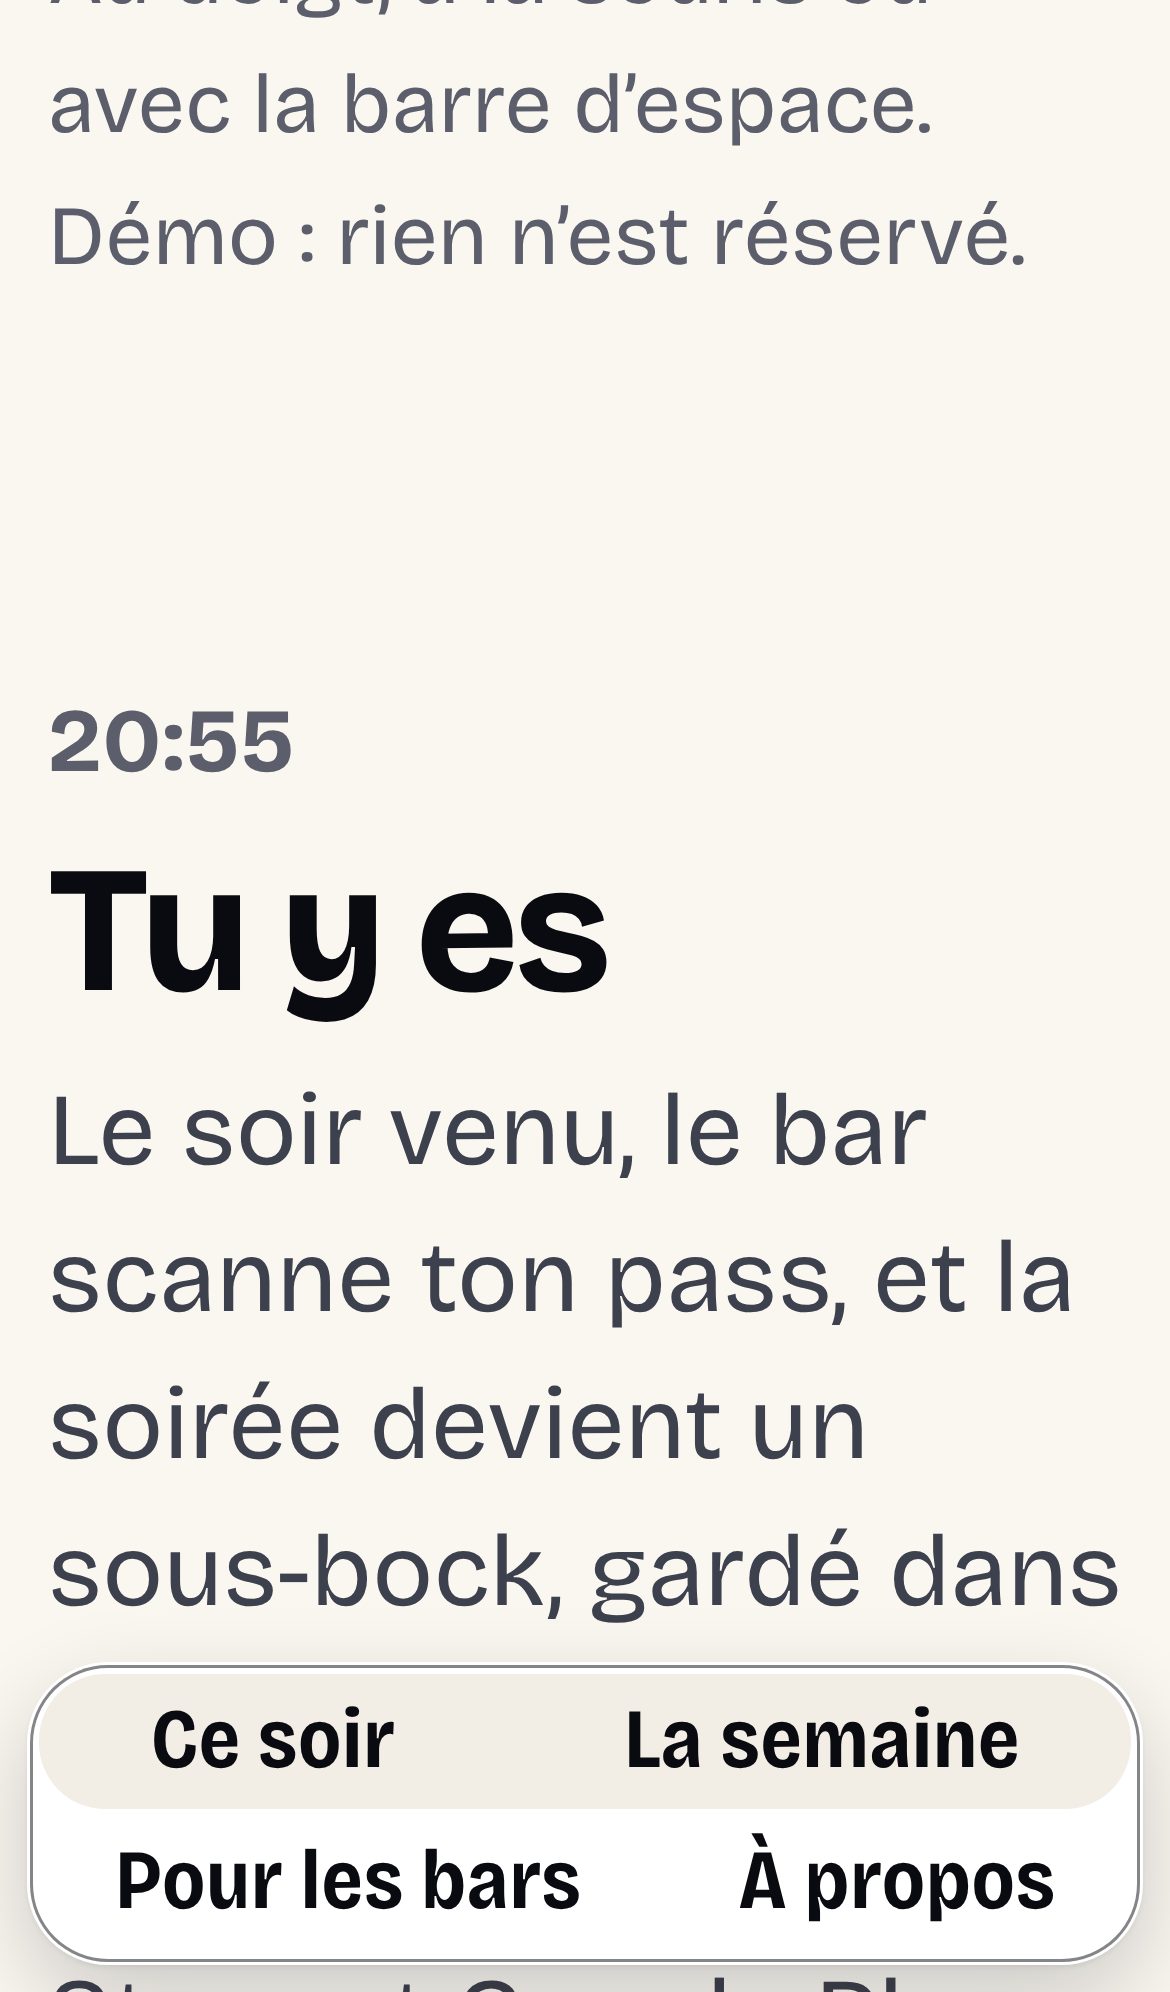 avec la barre d’espace.
Démo : rien n’est réservé.
20:55
Tu y es
Le soir venu, le bar
scanne ton pass, et la
soirée devient un
sous-bock, gardé dans
Ce soir
La semaine
Pour les bars
À propos